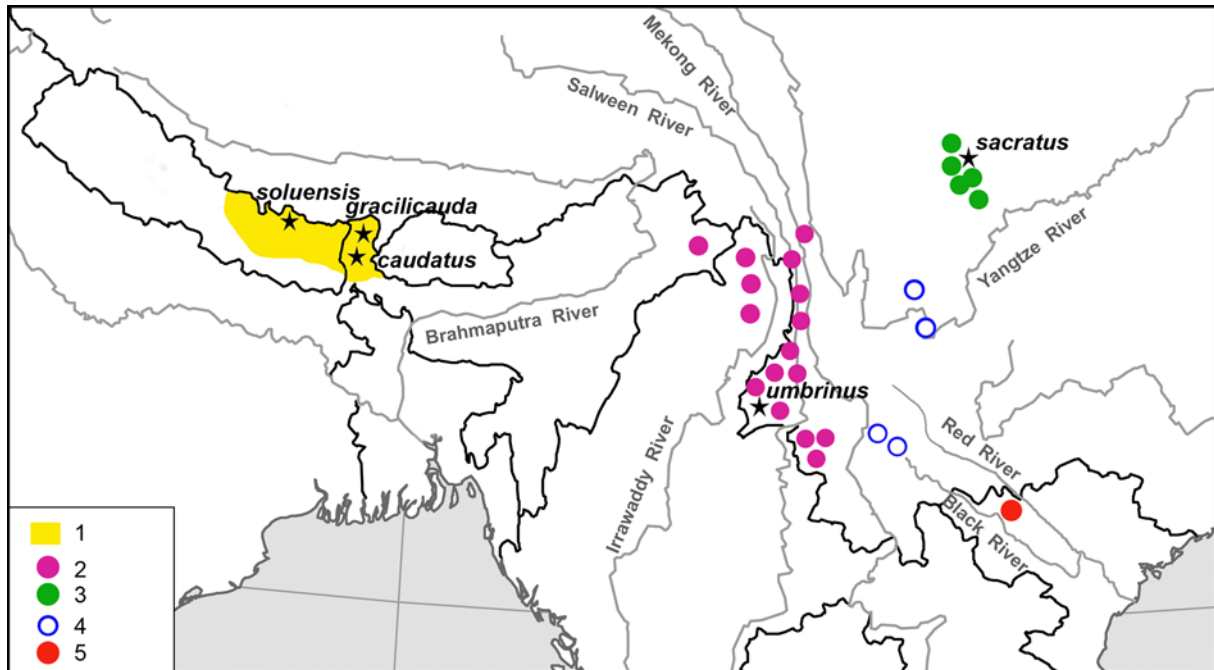 Mekong River
Salween River
sacratus
soluensis
gracilicauda
caudatus
Yangtze River
Brahmaputra River
umbrinus
Irrawaddy River
Red River
Black River
1
2
3
4
5